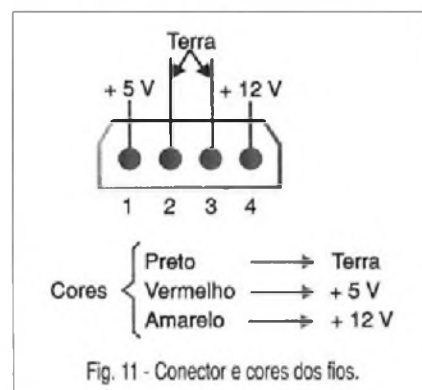 Terra
+ 5 V + 12 V
1 2 3 4
Preto Terra
Cores Vermelho + 5 V
Amarelo + 12 V
Fig. 11 - Conector e cores dos fios.